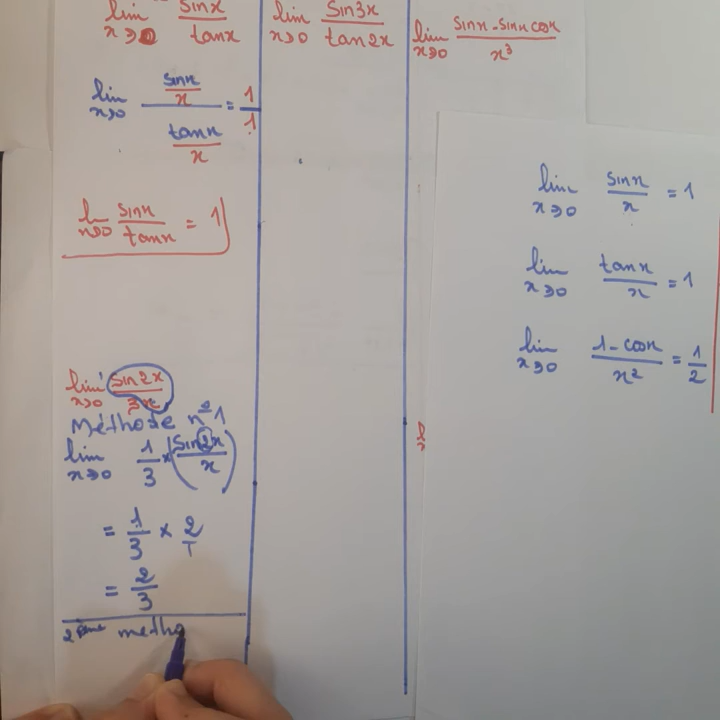 lim x→0 sinx/tanx
lim x→0 sin3x/tan2x
lim x→0 (sinx - sinx cosx)/x³
lim x→0 (sinx/x)/(tanx/x) = 1/1
lim x→0 sinx/tanx = 1
lim x→0 sin2x/3x
Méthode n°1
lim x→0 1/3 × (sin2x/x)
= 1/3 × 2/1
= 2/3
2ème métho
lim x→0 sinx/x = 1
lim x→0 tanx/x = 1
lim x→0 (1 - cosx)/x² = 1/2